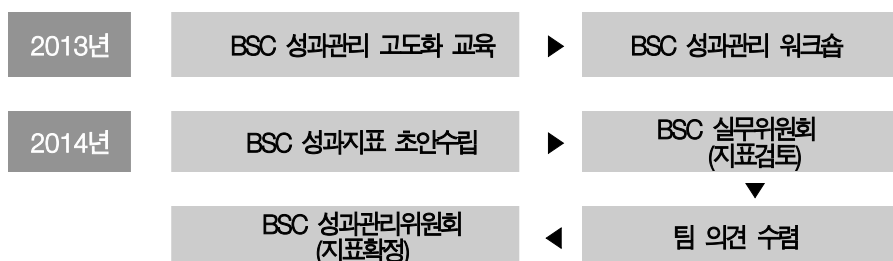 2013년
BSC 성과관리 고도화 교육
▶
BSC 성과관리 워크숍
2014년
BSC 성과지표 초안수립
▶
BSC 실무위원회
(지표검토)
▼
팀 의견 수렴
◀
BSC 성과관리위원회
(지표확정)